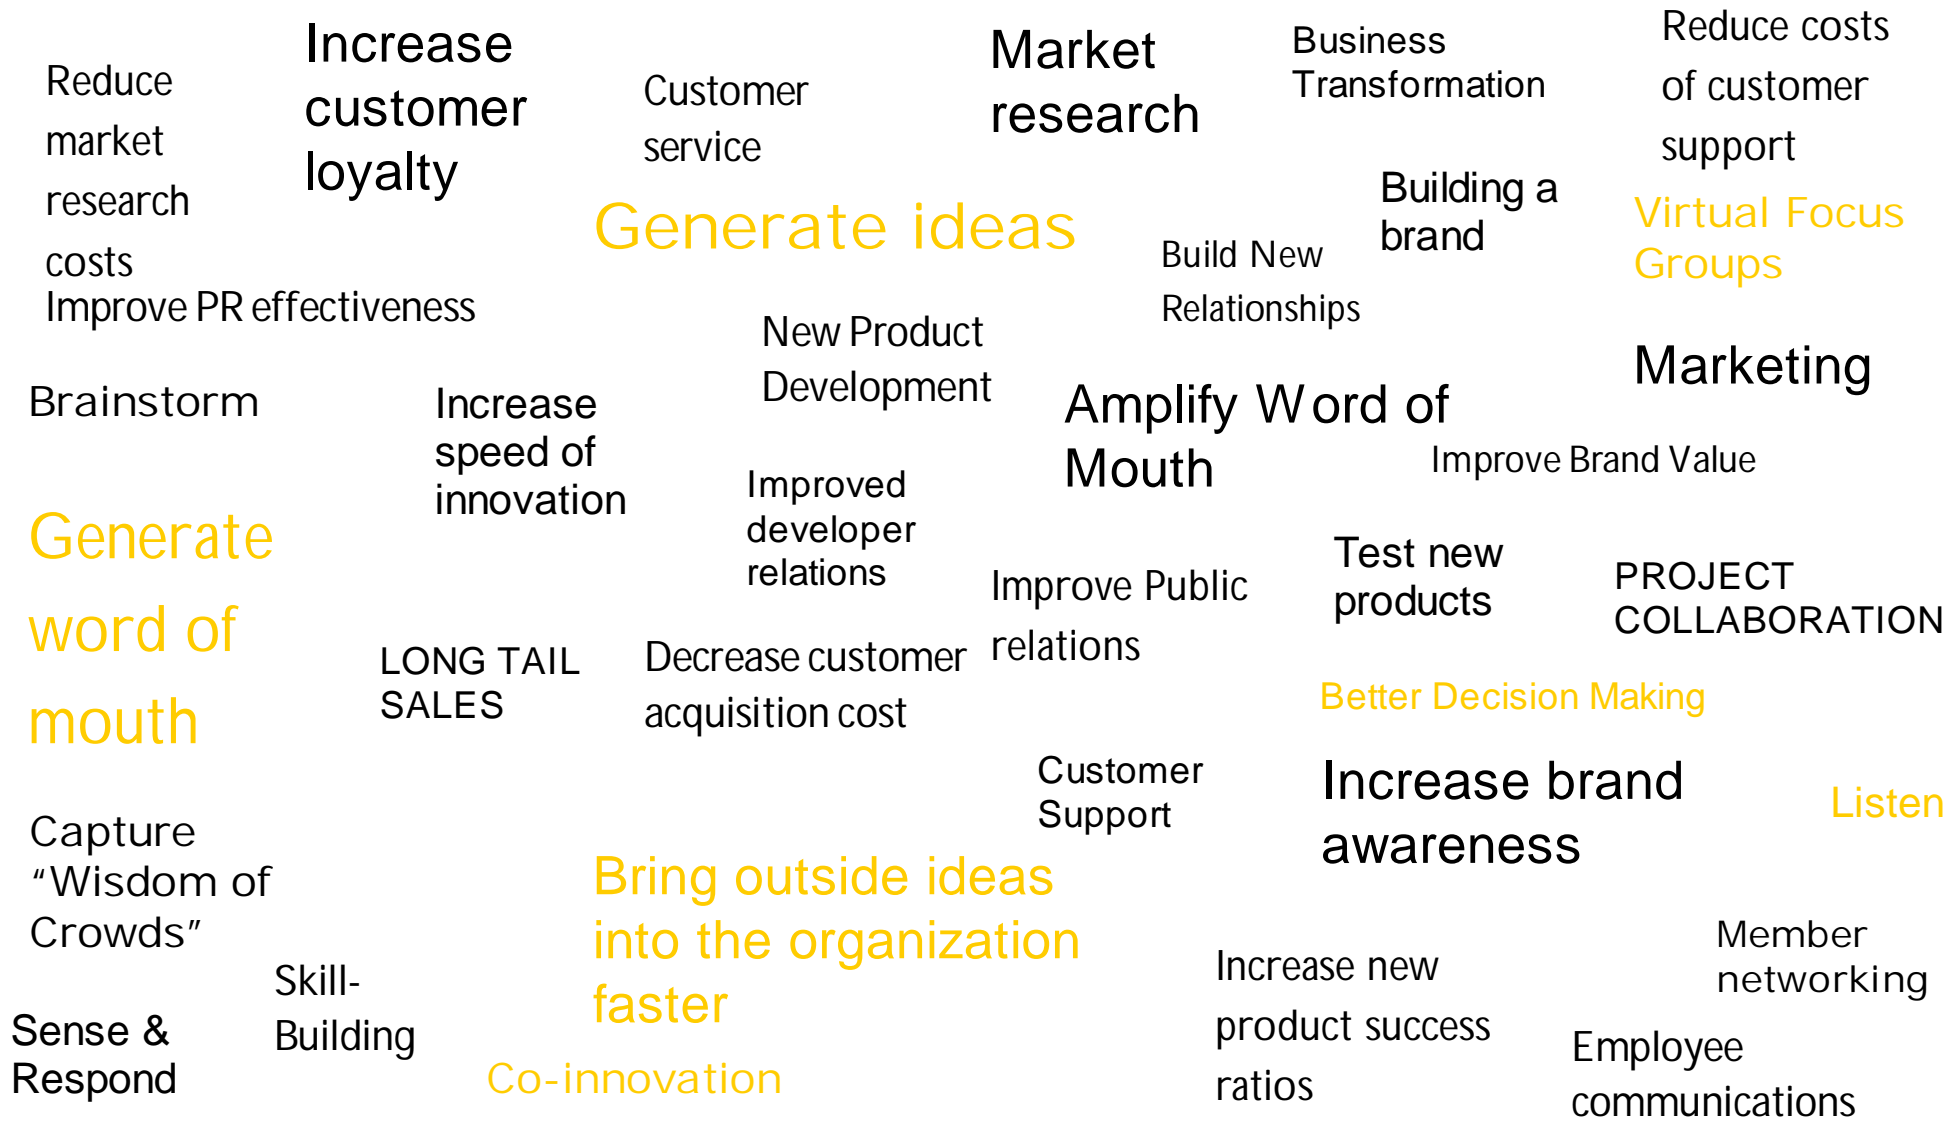 Reduce
market
research
costs
Increase
customer
loyalty
Customer
service
Market
research
Business
Transformation
Reduce costs
of customer
support
Building a
brand
Virtual Focus
Groups
Generate ideas
Build New
Relationships
Improve PR effectiveness
New Product
Development
Marketing
Brainstorm
Increase
speed of
innovation
Amplify Word of
Mouth
Improve Brand Value
Improved
developer
relations
Generate
word of
mouth
Test new
products
PROJECT
COLLABORATION
Improve Public
relations
LONG TAIL
SALES
Decrease customer
acquisition cost
Better Decision Making
Customer
Support
Increase brand
awareness
Listen
Capture
“Wisdom of
Crowds”
Bring outside ideas
into the organization
faster
Member
networking
Increase new
product success
ratios
Skill-
Building
Sense &
Respond
Co-innovation
Employee
communications